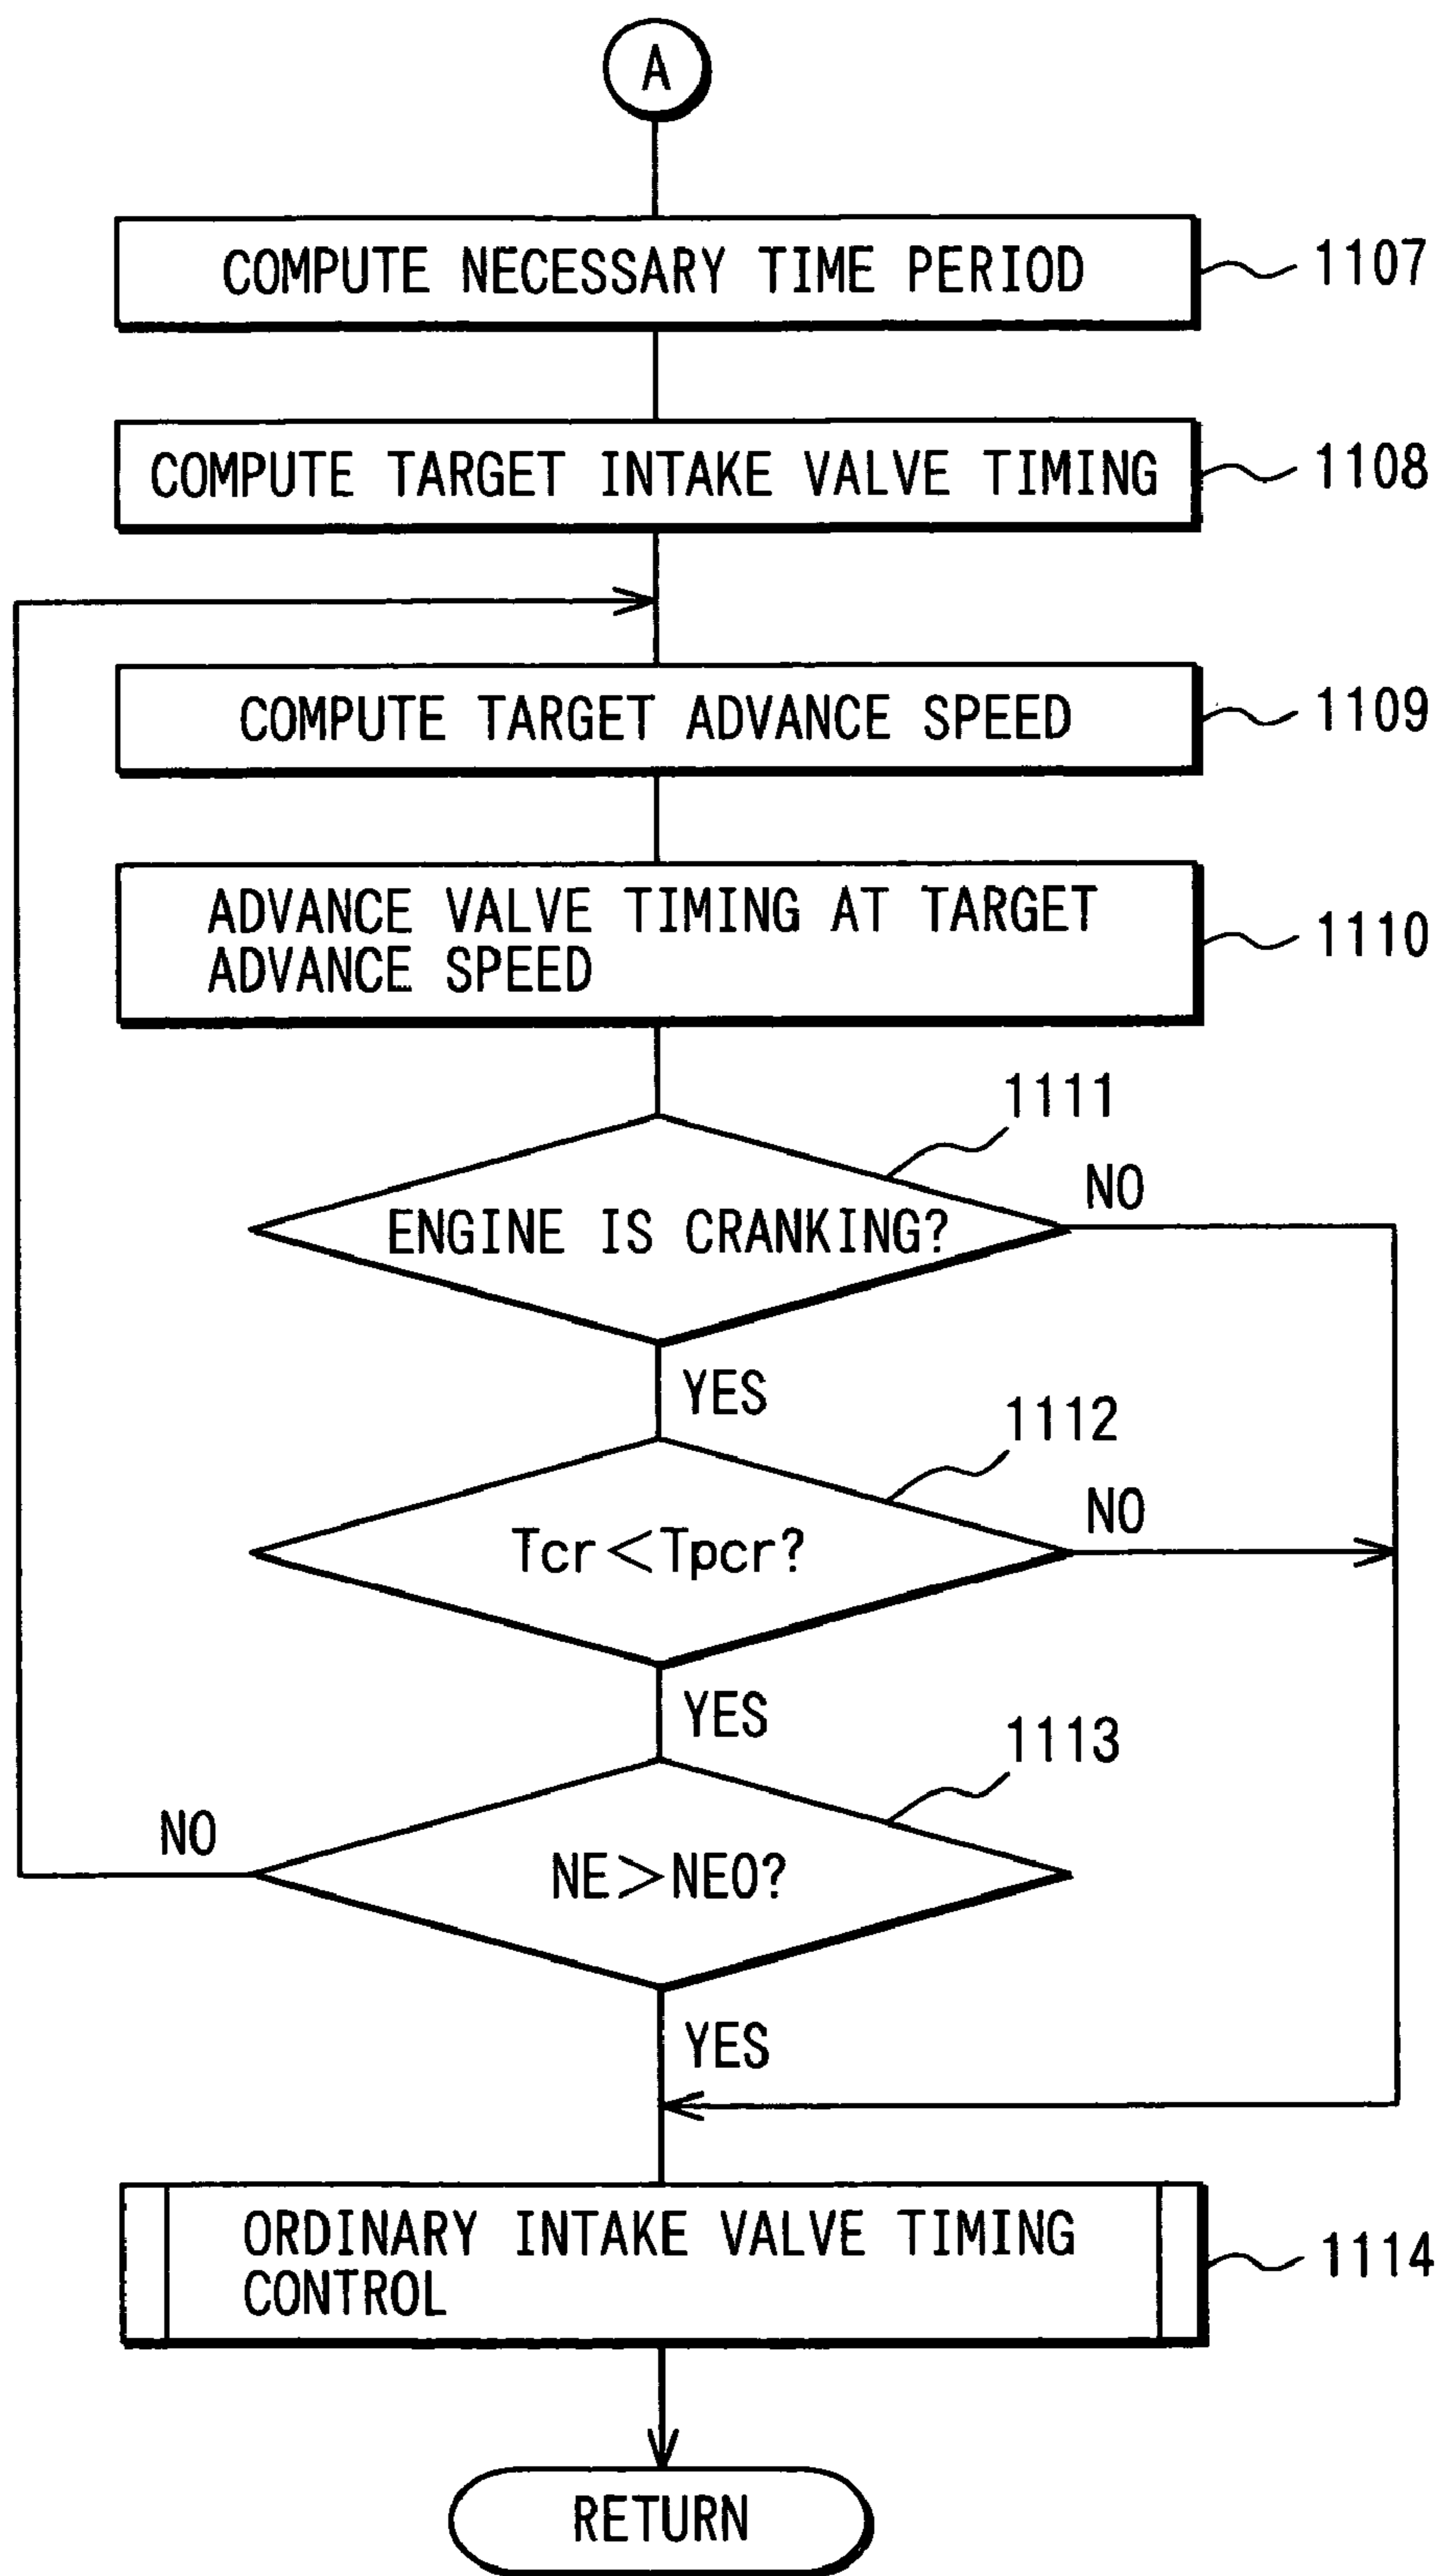 A
COMPUTE NECESSARY TIME PERIOD
1107
COMPUTE TARGET INTAKE VALVE TIMING
1108
COMPUTE TARGET ADVANCE SPEED
1109
ADVANCE VALVE TIMING AT TARGET
ADVANCE SPEED
1110
1111
ENGINE IS CRANKING?
NO
YES
1112
Tcr<Tpcr?
NO
YES
1113
NE>NE0?
NO
YES
ORDINARY INTAKE VALVE TIMING
CONTROL
1114
RETURN